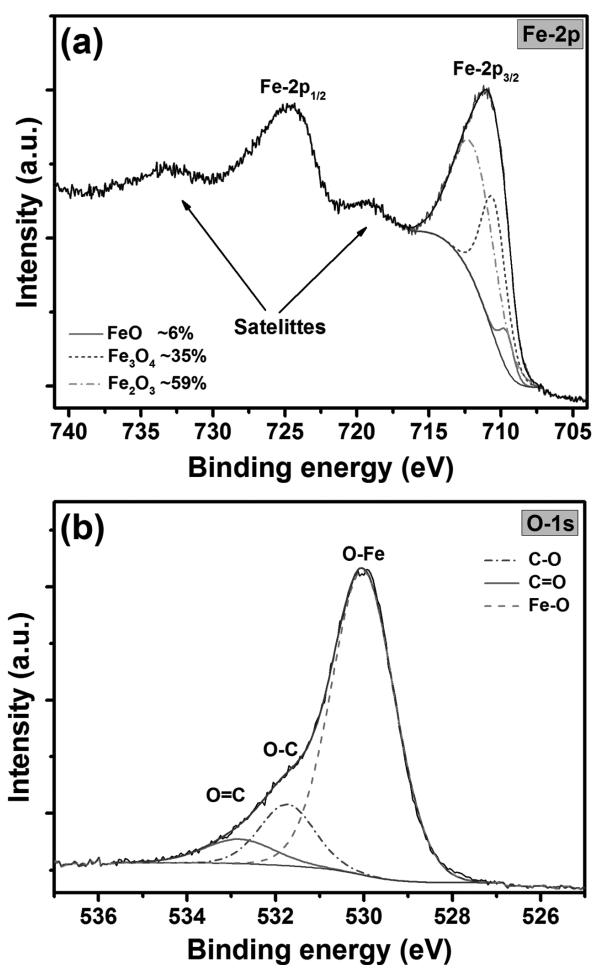 (a)
Fe-2p
Fe-2p1/2
Fe-2p3/2
Satelittes
FeO ~6%
Fe3O4 ~35%
Fe2O3 ~59%
Intensity (a.u.)
740 735 730 725 720 715 710 705
Binding energy (eV)
(b)
O-1s
O-Fe
C-O
C=O
Fe-O
O-C
O=C
Intensity (a.u.)
536 534 532 530 528 526
Binding energy (eV)